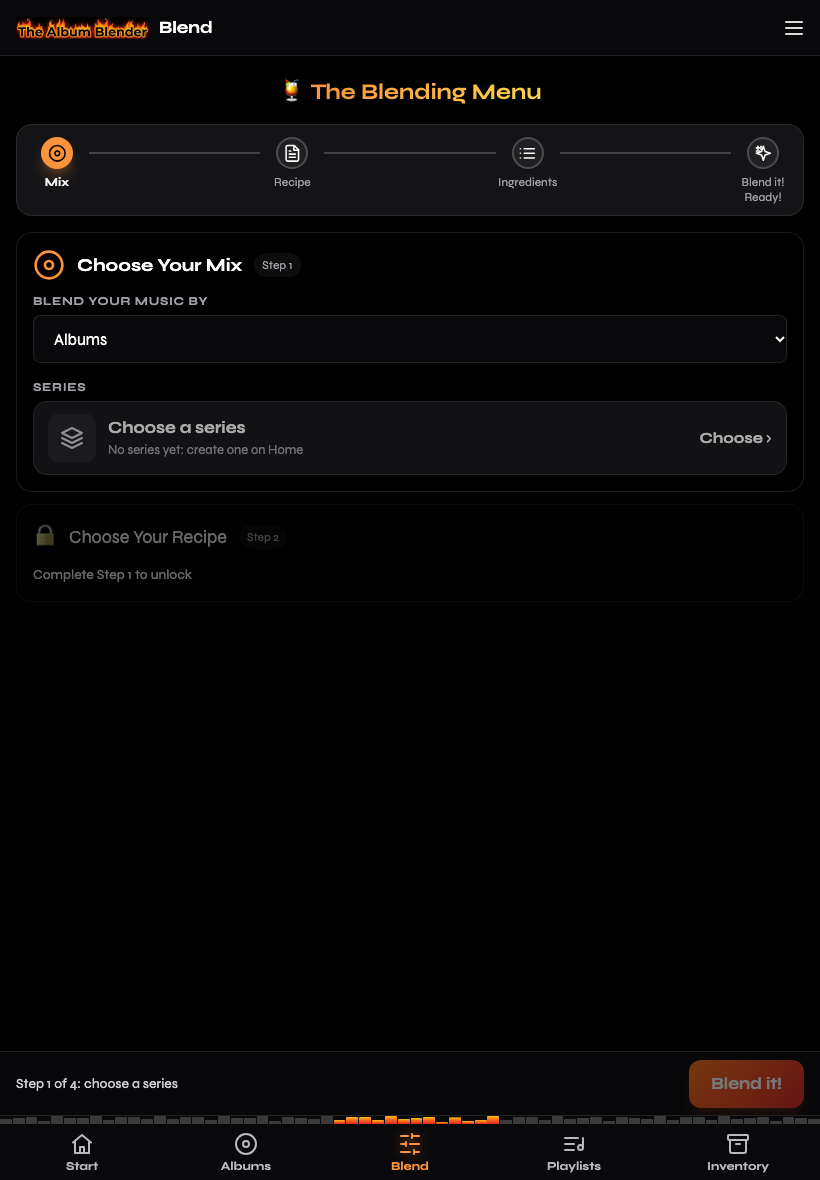 The Album Blender Blend
The Blending Menu
Mix
Recipe
Ingredients
Blend it!
Ready!
Choose Your Mix Step 1
BLEND YOUR MUSIC BY
Albums
SERIES
Choose a series
No series yet: create one on Home
Choose ›
Choose Your Recipe Step 2
Complete Step 1 to unlock
Step 1 of 4: choose a series
Blend it!
Start
Albums
Blend
Playlists
Inventory